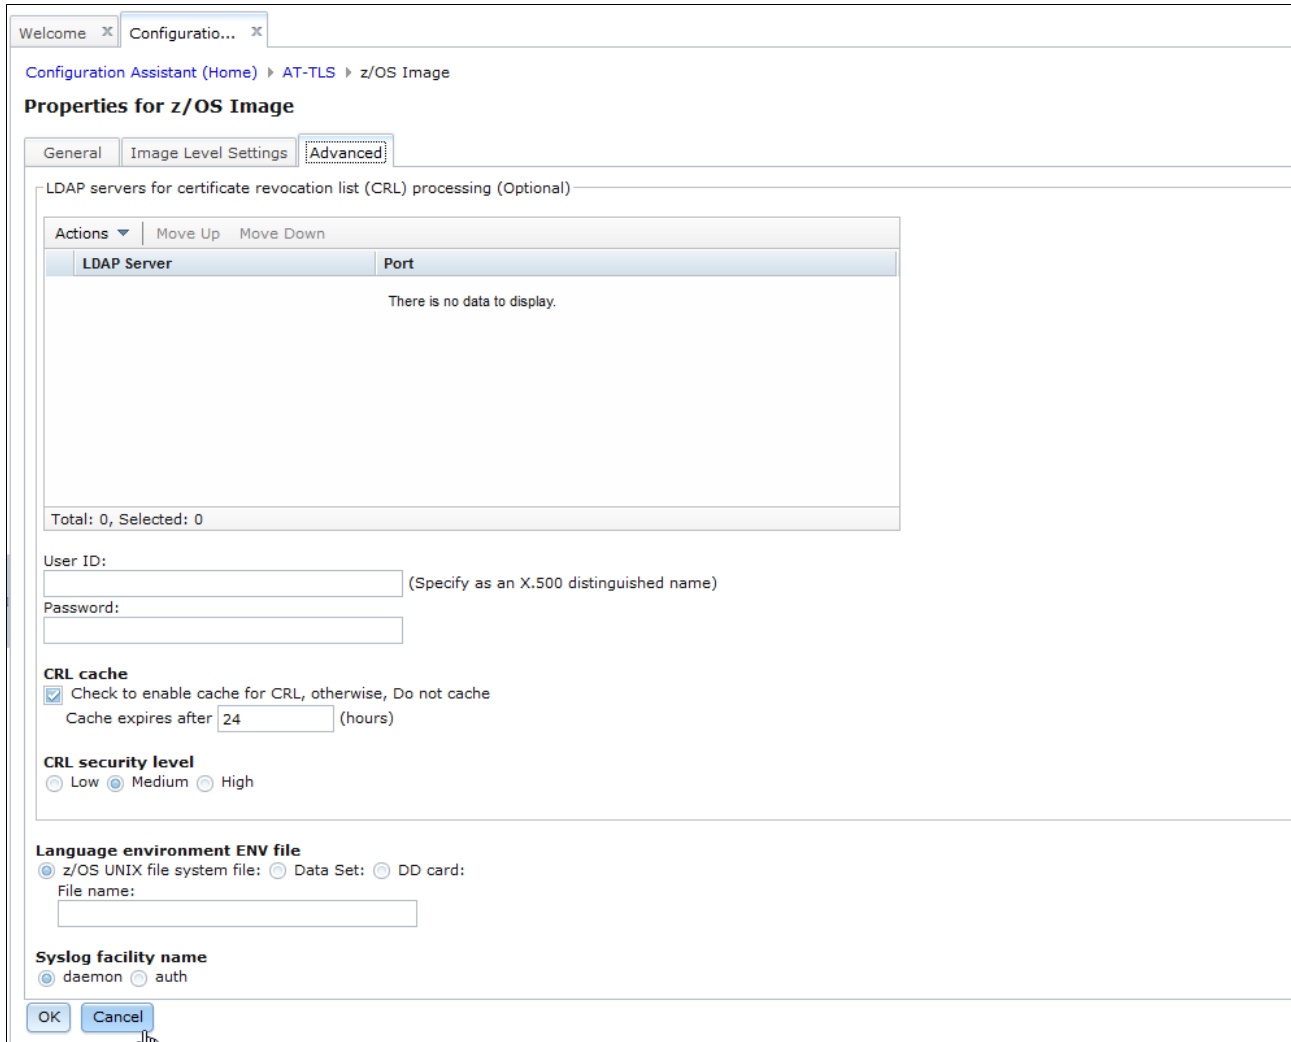 Welcome x Configuratio... x
Configuration Assistant (Home) AT-TLS z/OS Image
Properties for z/OS Image
General Image Level Settings Advanced
LDAP servers for certificate revocation list (CRL) processing (Optional)
Actions Move Up Move Down
LDAP Server Port
There is no data to display.
Total: 0, Selected: 0
User ID:
(Specify as an X.500 distinguished name)
Password:
CRL cache
Check to enable cache for CRL, otherwise, Do not cache
Cache expires after 24 (hours)
CRL security level
Low Medium High
Language environment ENV file
z/OS UNIX file system file: Data Set: DD card:
File name:
Syslog facility name
daemon auth
OK Cancel